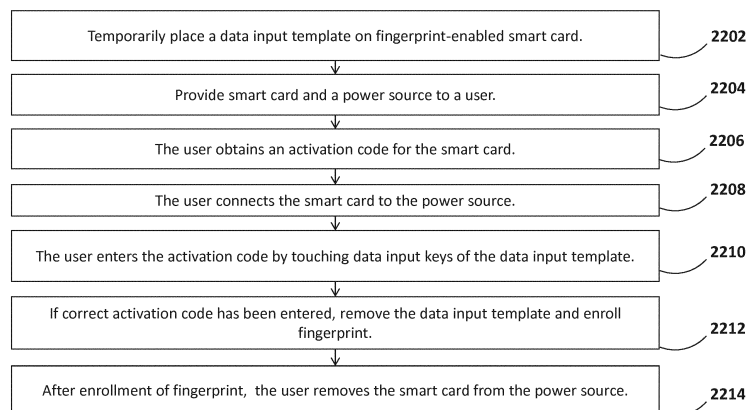 Temporarily place a data input template on fingerprint-enabled smart card.
2202
Provide smart card and a power source to a user.
2204
The user obtains an activation code for the smart card.
2206
The user connects the smart card to the power source.
2208
The user enters the activation code by touching data input keys of the data input template.
2210
If correct activation code has been entered, remove the data input template and enroll
fingerprint.
2212
After enrollment of fingerprint, the user removes the smart card from the power source.
2214